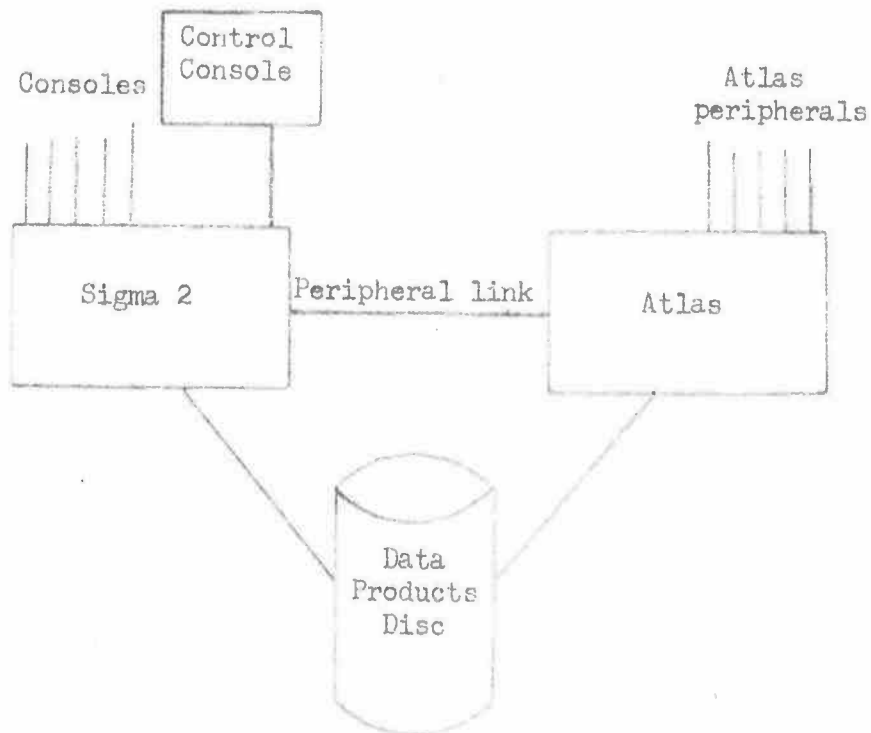 Control
Console
Consoles
Atlas
peripherals
Sigma 2
Peripheral link
Atlas
Data
Products
Disc